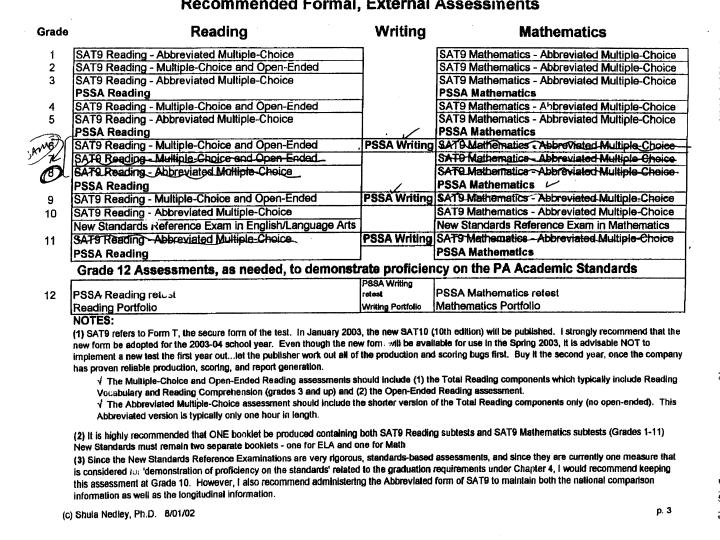 Recommended Formal, External Assessments
Grade Reading Writing Mathematics
1 SAT9 Reading - Abbreviated Multiple-Choice SAT9 Mathematics - Abbreviated Multiple-Choice
2 SAT9 Reading - Multiple-Choice and Open-Ended SAT9 Mathematics - Abbreviated Multiple-Choice
3 SAT9 Reading - Abbreviated Multiple-Choice SAT9 Mathematics - Abbreviated Multiple-Choice
PSSA Reading PSSA Mathematics
4 SAT9 Reading - Multiple-Choice and Open-Ended SAT9 Mathematics - Abbreviated Multiple-Choice
5 SAT9 Reading - Abbreviated Multiple-Choice SAT9 Mathematics - Abbreviated Multiple-Choice
PSSA Reading PSSA Mathematics
6 SAT9 Reading - Multiple-Choice and Open-Ended PSSA Writing SAT9 Mathematics - Abbreviated Multiple-Choice
7 SAT9 Reading - Multiple-Choice and Open-Ended SAT9 Mathematics - Abbreviated Multiple-Choice
8 SAT9 Reading - Abbreviated Multiple-Choice SAT9 Mathematics - Abbreviated Multiple-Choice
PSSA Reading PSSA Mathematics
9 SAT9 Reading - Multiple-Choice and Open-Ended PSSA Writing SAT9 Mathematics - Abbreviated Multiple-Choice
10 SAT9 Reading - Abbreviated Multiple-Choice SAT9 Mathematics - Abbreviated Multiple-Choice
New Standards Reference Exam in English/Language Arts New Standards Reference Exam in Mathematics
11 SAT9 Reading - Abbreviated Multiple-Choice PSSA Writing SAT9 Mathematics - Abbreviated Multiple-Choice
PSSA Reading PSSA Mathematics
Grade 12 Assessments, as needed, to demonstrate proficiency on the PA Academic Standards
12 PSSA Reading retest PSSA Writing retest PSSA Mathematics retest
Reading Portfolio Writing Portfolio Mathematics Portfolio
NOTES:
(1) SAT9 refers to Form T, the secure form of the test. In January 2003, the new SAT10 (10th edition) will be published. I strongly recommend that the
new form be adopted for the 2003-04 school year. Even though the new form will be available for use in the Spring 2003, it is advisable NOT to
implement a new test the first year out...let the publisher work out all of the production and scoring bugs first. Buy it the second year, once the company
has proven reliable production, scoring, and report generation.
√ The Multiple-Choice and Open-Ended Reading assessments should include (1) the Total Reading components which typically include Reading
Vocabulary and Reading Comprehension (grades 3 and up) and (2) the Open-Ended Reading assessment.
√ The Abbreviated Multiple-Choice assessment should include the shorter version of the Total Reading components only (no open-ended). This
Abbreviated version is typically only one hour in length.
(2) It is highly recommended that ONE booklet be produced containing both SAT9 Reading subtests and SAT9 Mathematics subtests (Grades 1-11)
New Standards must remain two separate booklets - one for ELA and one for Math
(3) Since the New Standards Reference Examinations are very rigorous, standards-based assessments, and since they are currently one measure that
is considered for 'demonstration of proficiency on the standards' related to the graduation requirements under Chapter 4, I would recommend keeping
this assessment at Grade 10. However, I also recommend administering the Abbreviated form of SAT9 to maintain both the national comparison
information as well as the longitudinal information.
(c) Shula Nedley, Ph.D. 8/01/02 p. 3